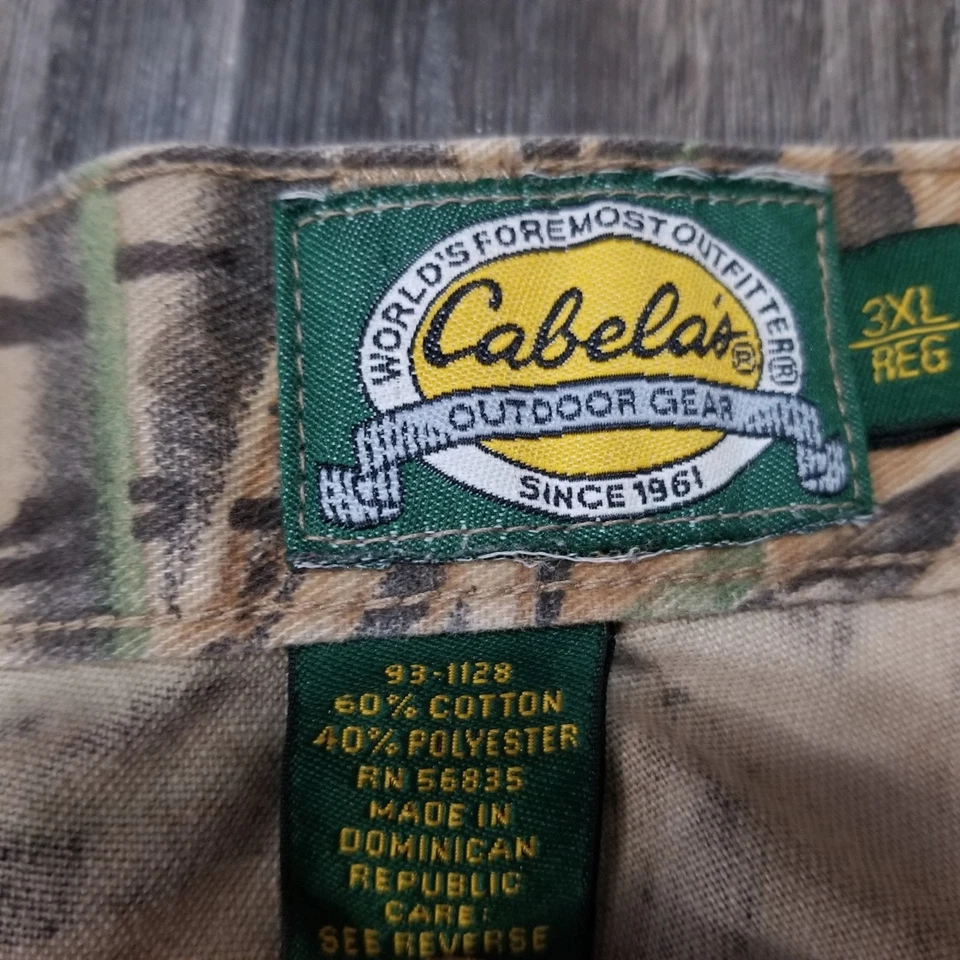 WORLD'S FOREMOST OUTFITTER®
Cabela's®
OUTDOOR GEAR
SINCE 1961
3XL
REG
93-1128
60% COTTON
40% POLYESTER
RN 56835
MADE IN
DOMINICAN
REPUBLIC
CARE:
SEE REVERSE